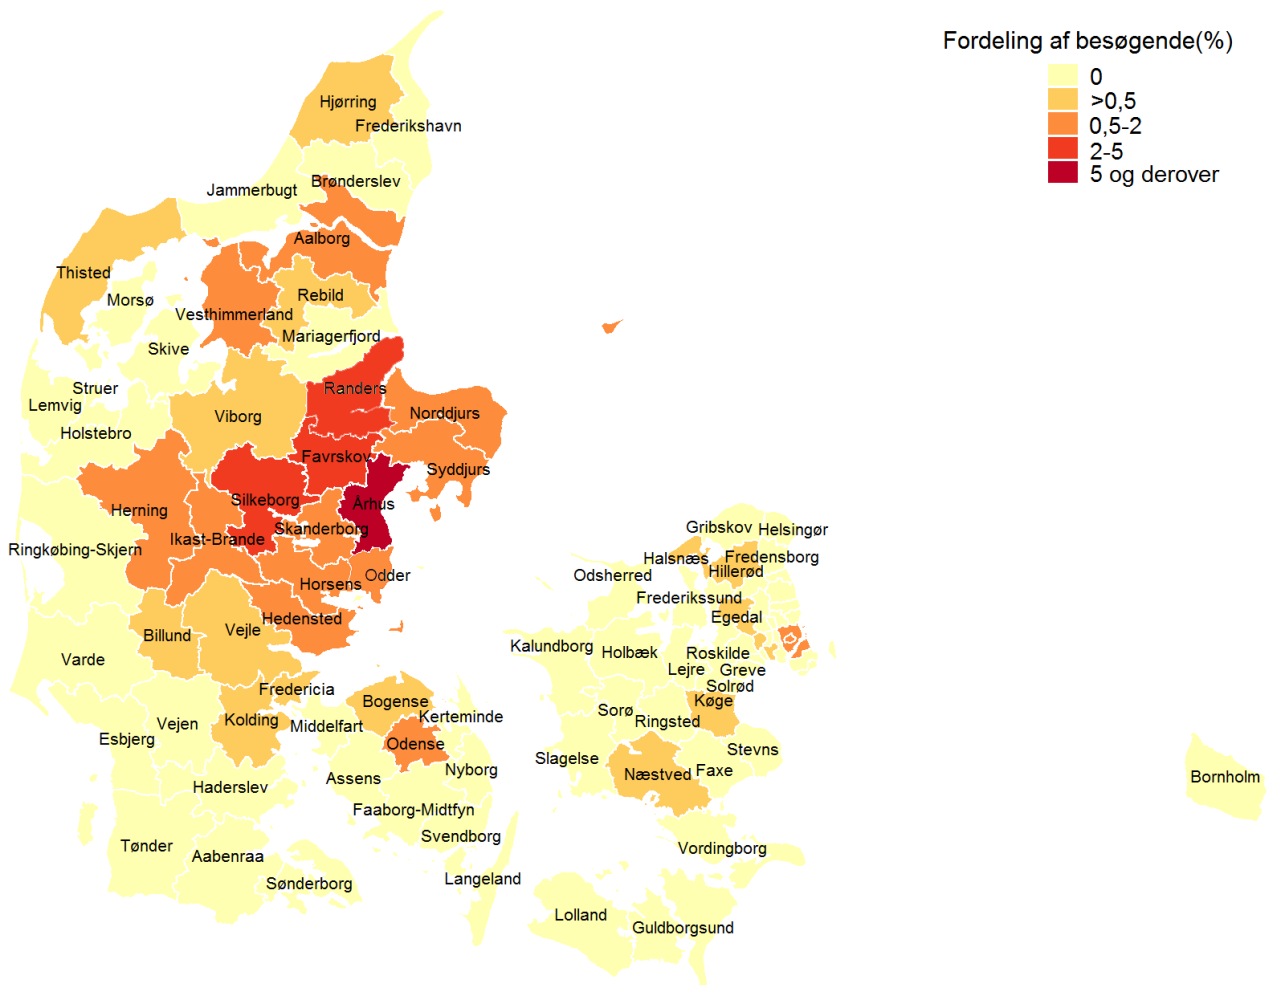 Fordeling af besøgende(%)
0
>0,5
0,5-2
2-5
5 og derover
Hjørring
Frederikshavn
Brønderslev
Jammerbugt
Aalborg
Thisted
Rebild
Morsø
Vesthimmerland
Mariagerfjord
Skive
Struer
Randers
Lemvig
Viborg
Norddjurs
Holstebro
Favrskov
Syddjurs
Silkeborg
Århus
Herning
Skanderborg
Ikast-Brande
Ringkøbing-Skjern
Gribskov
Helsingør
Halsnæs
Fredensborg
Hillerød
Odder
Odsherred
Horsens
Frederikssund
Hedensted
Egedal
Vejle
Billund
Kalundborg
Holbæk
Roskilde
Varde
Lejre
Greve
Solrød
Fredericia
Bogense
Køge
Kerteminde
Sorø
Ringsted
Kolding
Middelfart
Vejen
Esbjerg
Odense
Stevns
Slagelse
Nyborg
Faxe
Næstved
Assens
Bornholm
Haderslev
Faaborg-Midtfyn
Svendborg
Tønder
Vordingborg
Aabenraa
Langeland
Sønderborg
Lolland
Guldborgsund